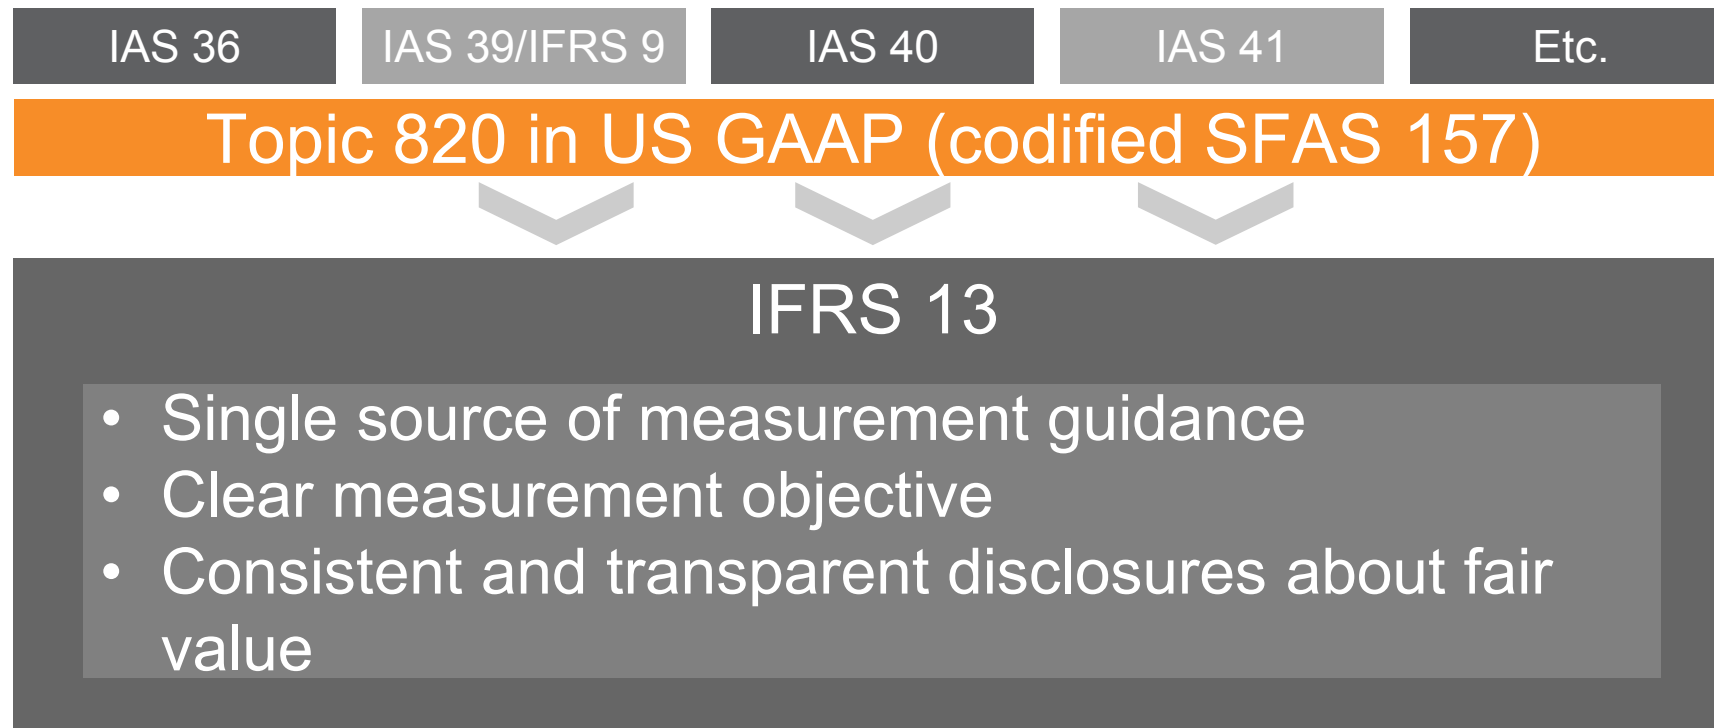 IAS 36
IAS 39/IFRS 9
IAS 40
IAS 41
Etc.
Topic 820 in US GAAP (codified SFAS 157)
IFRS 13
• Single source of measurement guidance
• Clear measurement objective
• Consistent and transparent disclosures about fair
value